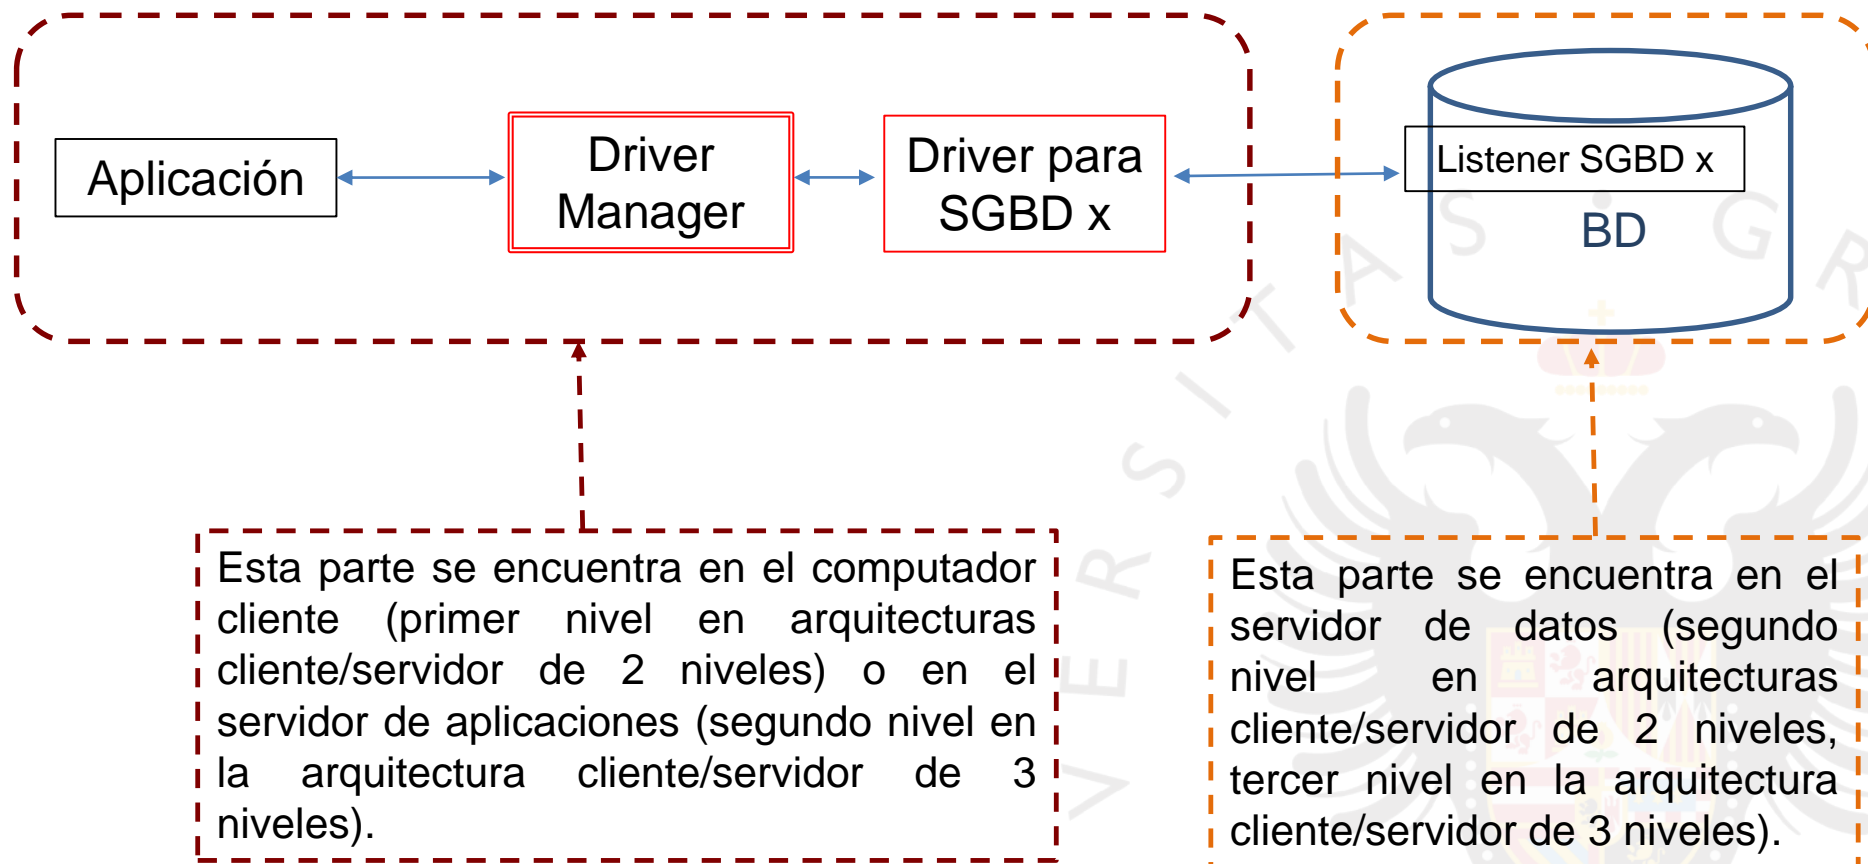 Aplicación
Driver
Manager
Driver para
SGBD x
Listener SGBD x
BD
Esta parte se encuentra en el computador
cliente (primer nivel en arquitecturas
cliente/servidor de 2 niveles) o en el
servidor de aplicaciones (segundo nivel en
la arquitectura cliente/servidor de 3
niveles).
Esta parte se encuentra en el
servidor de datos (segundo
nivel en arquitecturas
cliente/servidor de 2 niveles,
tercer nivel en la arquitectura
cliente/servidor de 3 niveles).
VERSITAS • GR